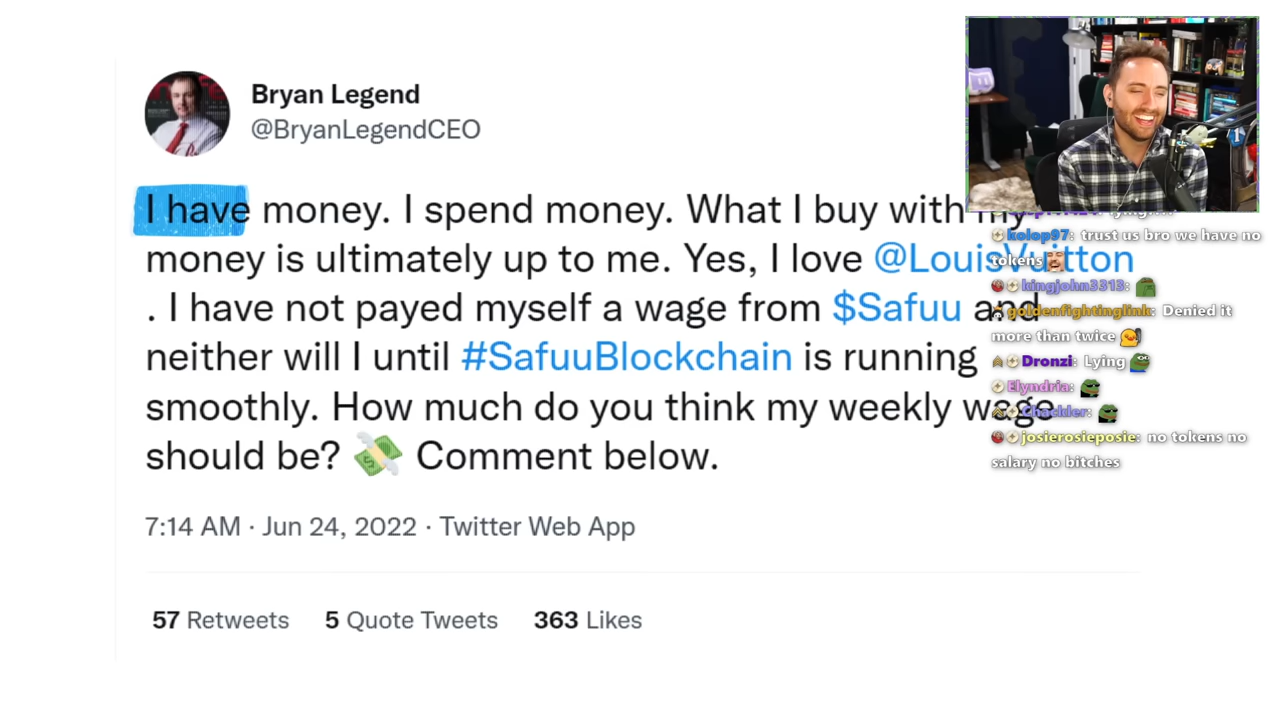 Bryan Legend
@BryanLegendCEO
I have money. I spend money. What I buy with my
money is ultimately up to me. Yes, I love @LouisVuitton
. I have not payed myself a wage from $Safuu and
neither will I until #SafuuBlockchain is running
smoothly. How much do you think my weekly wage
should be? 💸 Comment below.
7:14 AM · Jun 24, 2022 · Twitter Web App
57 Retweets 5 Quote Tweets 363 Likes
kolop97: trust us bro we have no
tokens
kingjohn3313:
goldenfightinglink: Denied it
more than twice
Dronzi: Lying
Elyndria:
Chackler:
josierosieposie: no tokens no
salary no bitches